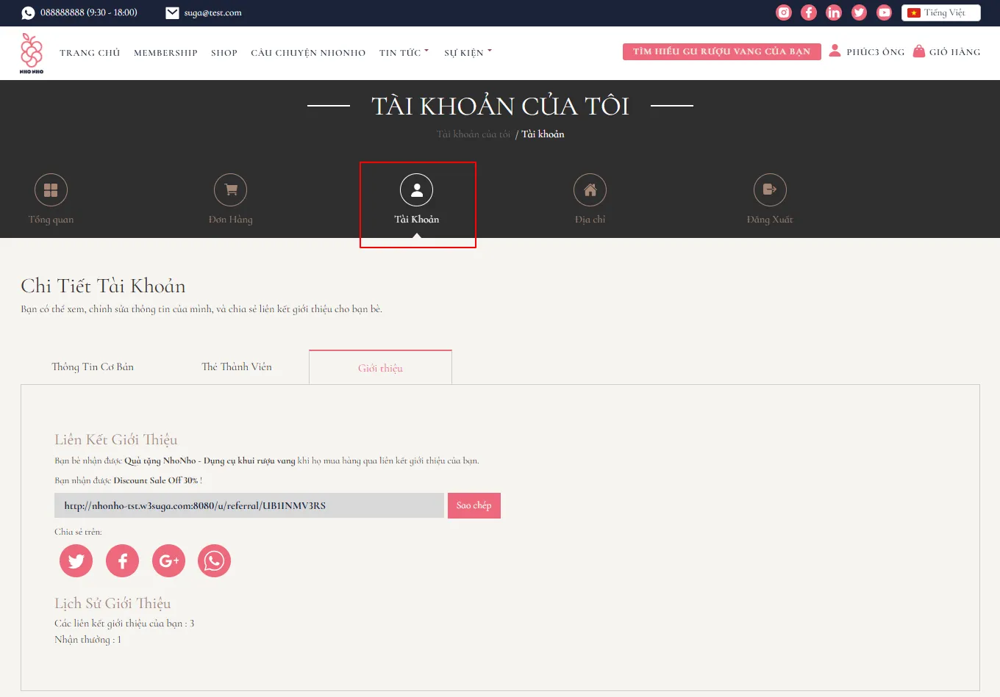 088888888 (9:30 - 18:00)
suga@test.com
Tiếng Việt
NHO NHO
TRANG CHỦ
MEMBERSHIP
SHOP
CÂU CHUYỆN NHONHO
TIN TỨC
SỰ KIỆN
TÌM HIỂU GU RƯỢU VANG CỦA BẠN
PHÚC3 ÔNG
GIỎ HÀNG
TÀI KHOẢN CỦA TÔI
Tài khoản của tôi / Tài khoản
Tổng quan
Đơn Hàng
Tài Khoản
Địa chỉ
Đăng Xuất
Chi Tiết Tài Khoản
Bạn có thể xem, chỉnh sửa thông tin của mình, và chia sẻ liên kết giới thiệu cho bạn bè.
Thông Tin Cơ Bản
Thẻ Thành Viên
Giới thiệu
Liên Kết Giới Thiệu
Bạn bè nhận được Quà tặng NhoNho - Dụng cụ khui rượu vang khi họ mua hàng qua liên kết giới thiệu của bạn.
Bạn nhận được Discount Sale Off 30% !
http://nhonho-tst.w3suga.com:8080/u/referral/UB1INMV3RS
Sao chép
Chia sẻ trên:
G+
Lịch Sử Giới Thiệu
Các liên kết giới thiệu của bạn : 3
Nhận thưởng : 1